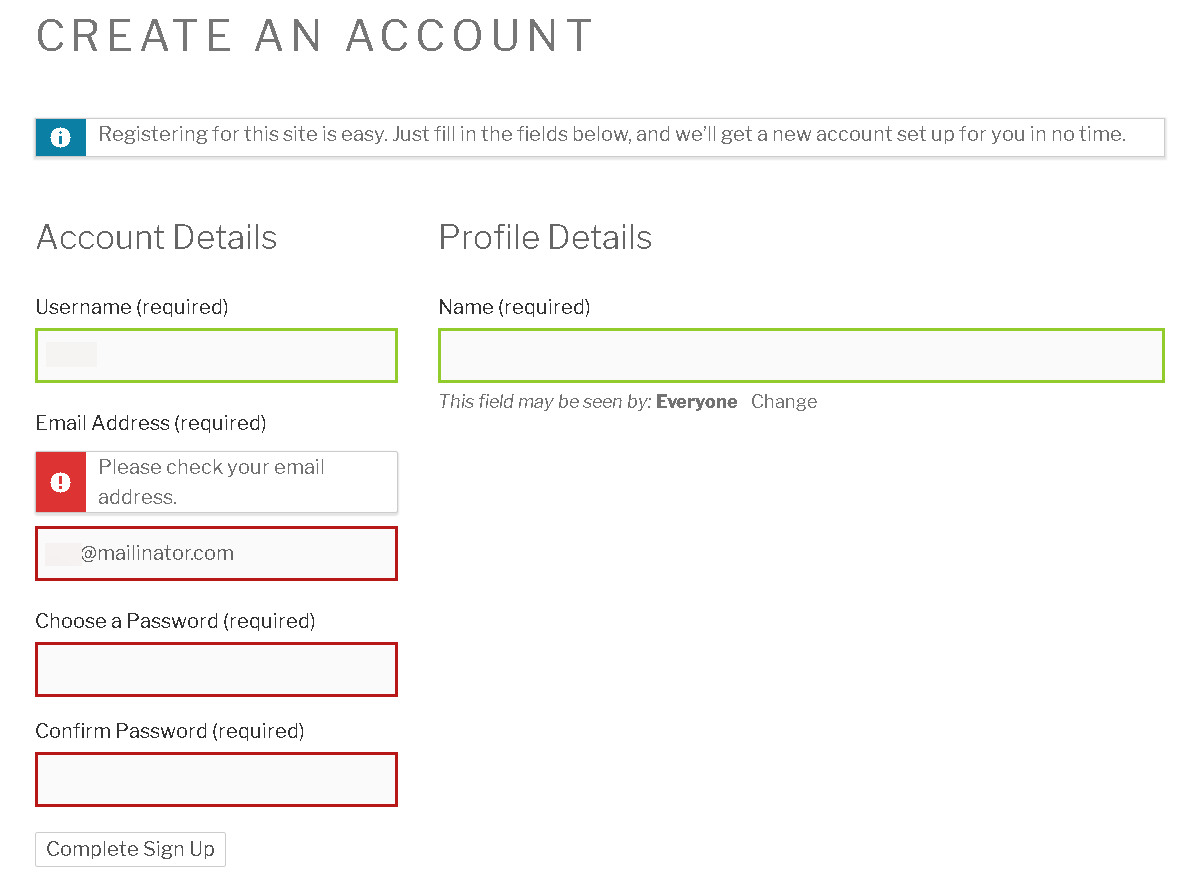 CREATE AN ACCOUNT
Registering for this site is easy. Just fill in the fields below, and we’ll get a new account set up for you in no time.
Account Details
Username (required)
Email Address (required)
Please check your email
address.
@mailinator.com
Choose a Password (required)
Confirm Password (required)
Complete Sign Up
Profile Details
Name (required)
This field may be seen by: Everyone Change